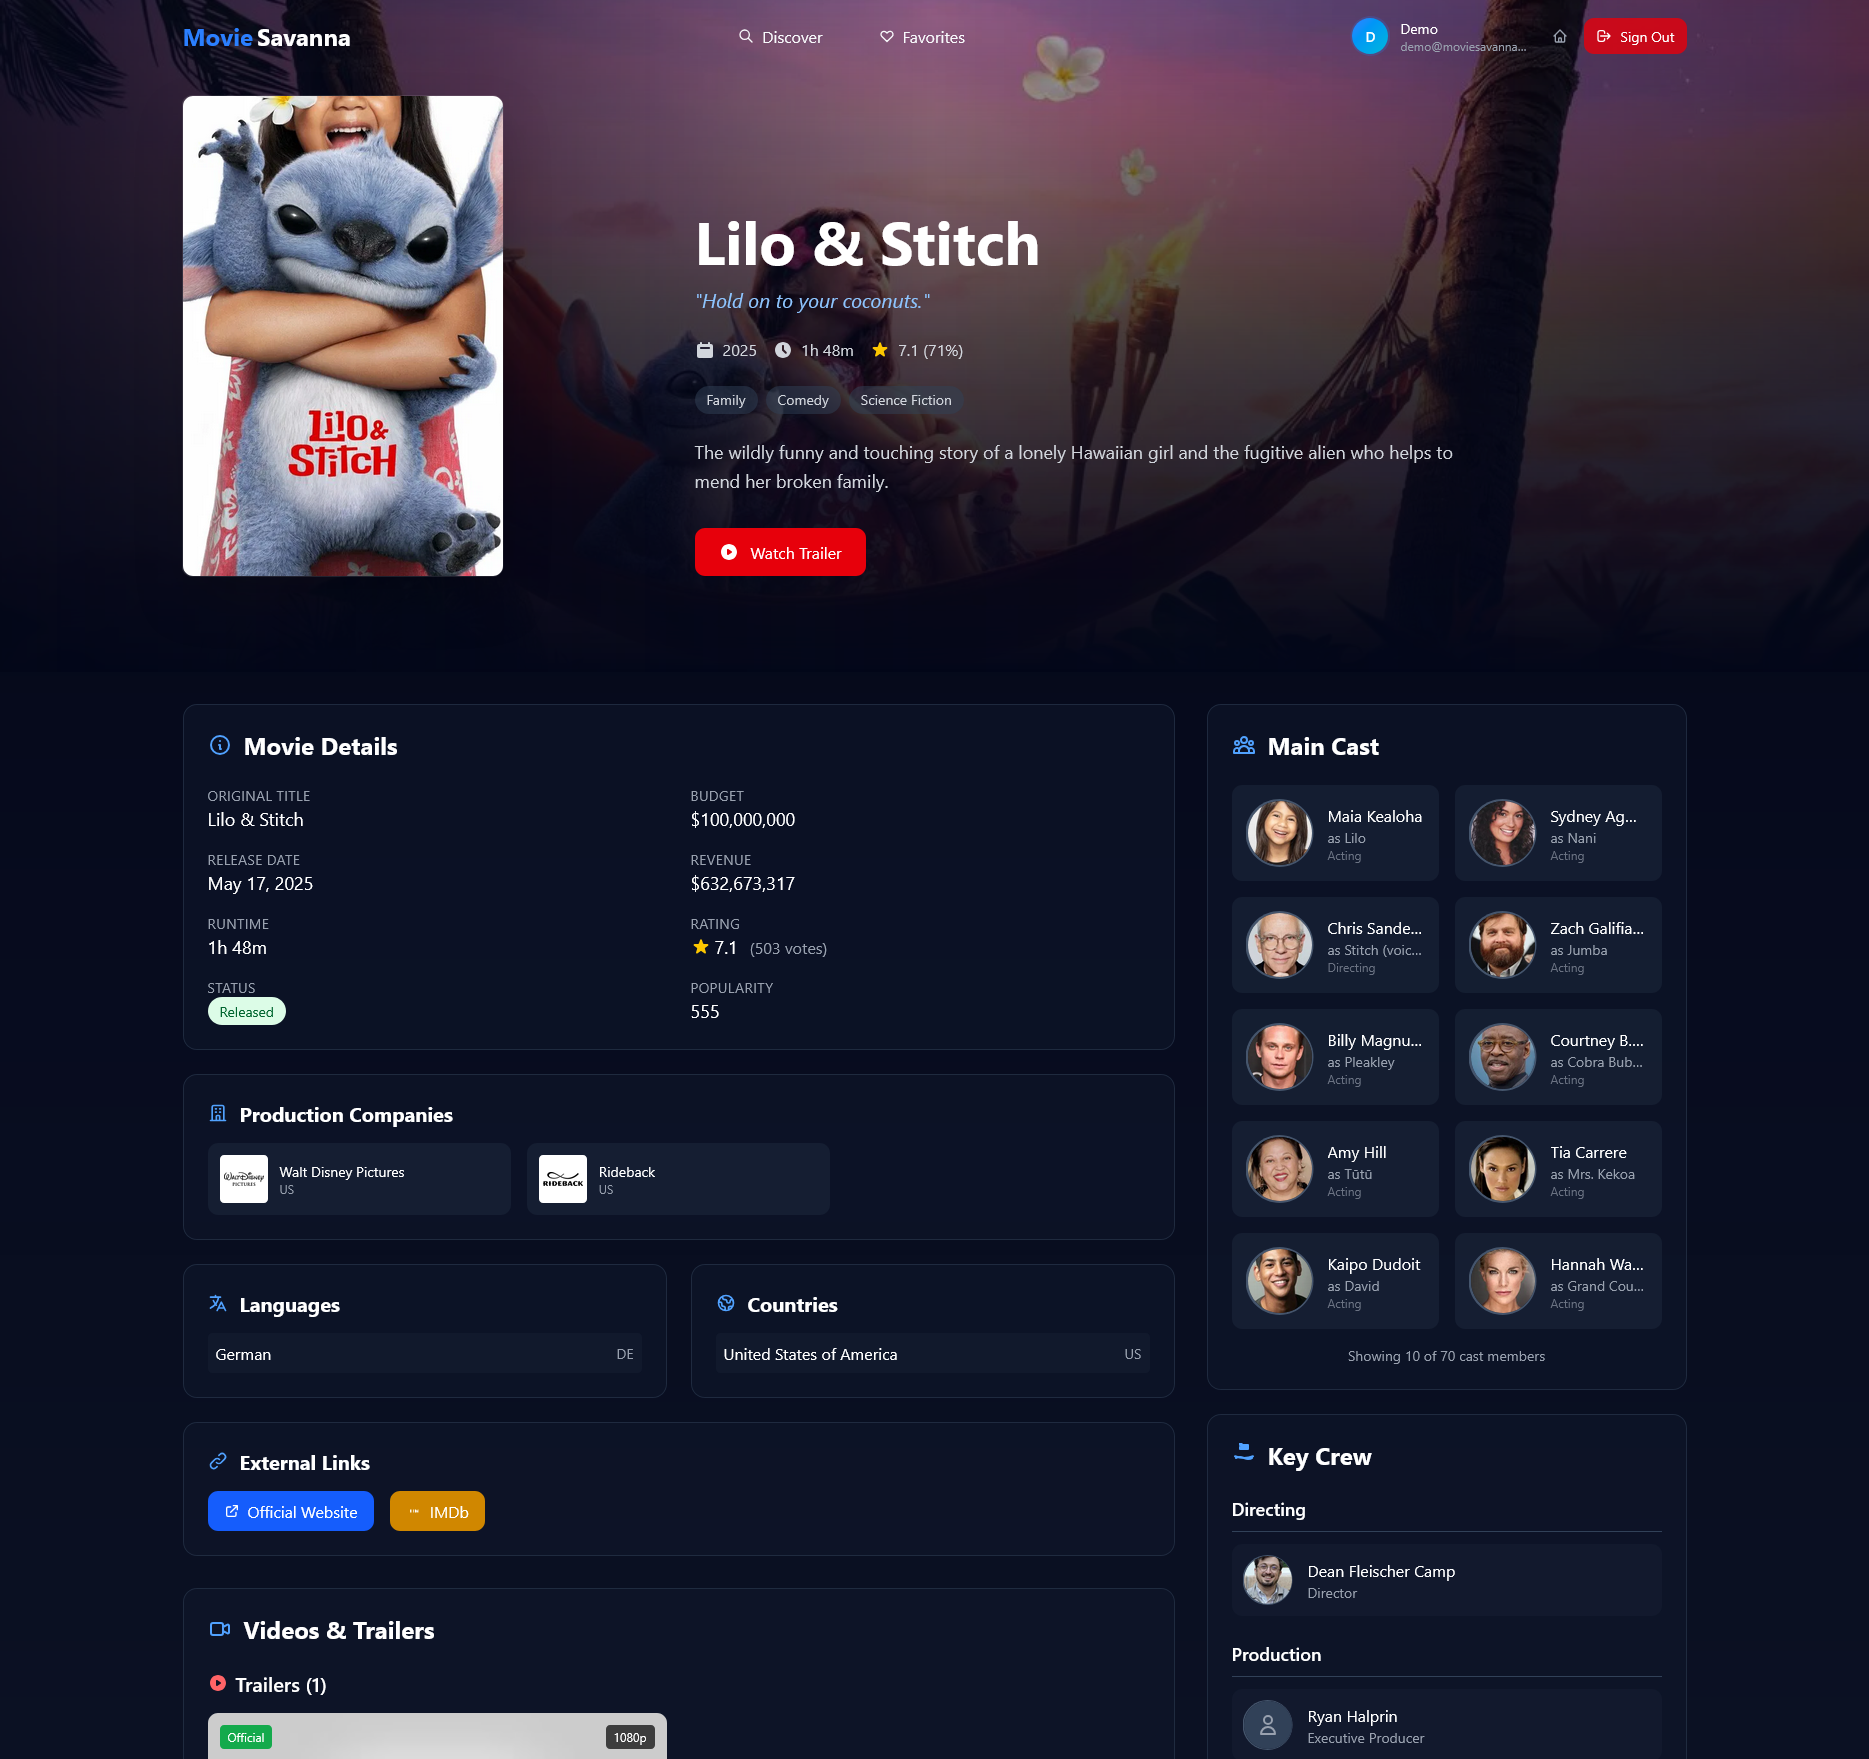 Movie Savanna
Discover
Favorites
D
Demo
demo@moviesavanna...
Sign Out
Lilo &
Stitch
Lilo & Stitch
"Hold on to your coconuts."
2025
1h 48m
7.1 (71%)
Family
Comedy
Science Fiction
The wildly funny and touching story of a lonely Hawaiian girl and the fugitive alien who helps to
mend her broken family.
Watch Trailer
Movie Details
ORIGINAL TITLE
Lilo & Stitch
BUDGET
$100,000,000
RELEASE DATE
May 17, 2025
REVENUE
$632,673,317
RUNTIME
1h 48m
RATING
7.1 (503 votes)
STATUS
Released
POPULARITY
555
Production Companies
WALT DISNEY
PICTURES
Walt Disney Pictures
US
RIDEBACK
Rideback
US
Languages
German
DE
Countries
United States of America
US
External Links
Official Website
IMDb
Videos & Trailers
Trailers (1)
Official
1080p
Main Cast
Maia Kealoha
as Lilo
Acting
Sydney Ag...
as Nani
Acting
Chris Sande...
as Stitch (voic...
Directing
Zach Galifia...
as Jumba
Acting
Billy Magnu...
as Pleakley
Acting
Courtney B....
as Cobra Bub...
Acting
Amy Hill
as Tūtū
Acting
Tia Carrere
as Mrs. Kekoa
Acting
Kaipo Dudoit
as David
Acting
Hannah Wa...
as Grand Cou...
Acting
Showing 10 of 70 cast members
Key Crew
Directing
Dean Fleischer Camp
Director
Production
Ryan Halprin
Executive Producer